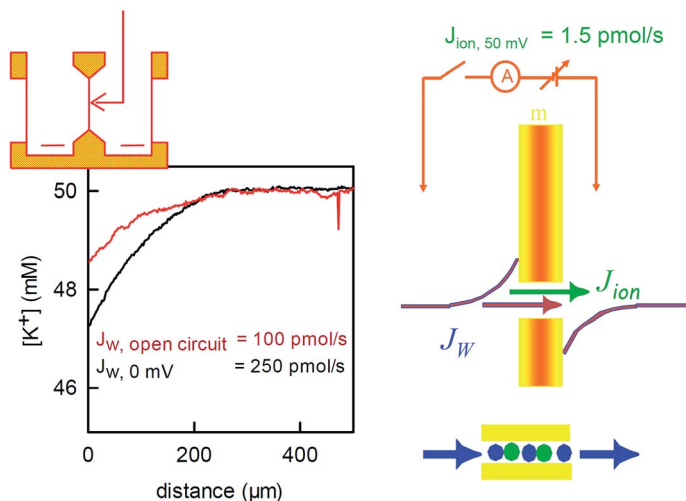 J_ion, 50 mV = 1.5 pmol/s
A
m
50
48
46
[K⁺] (mM)
J_W, open circuit = 100 pmol/s
J_W, 0 mV = 250 pmol/s
0
200
400
distance (µm)
J_ion
J_W